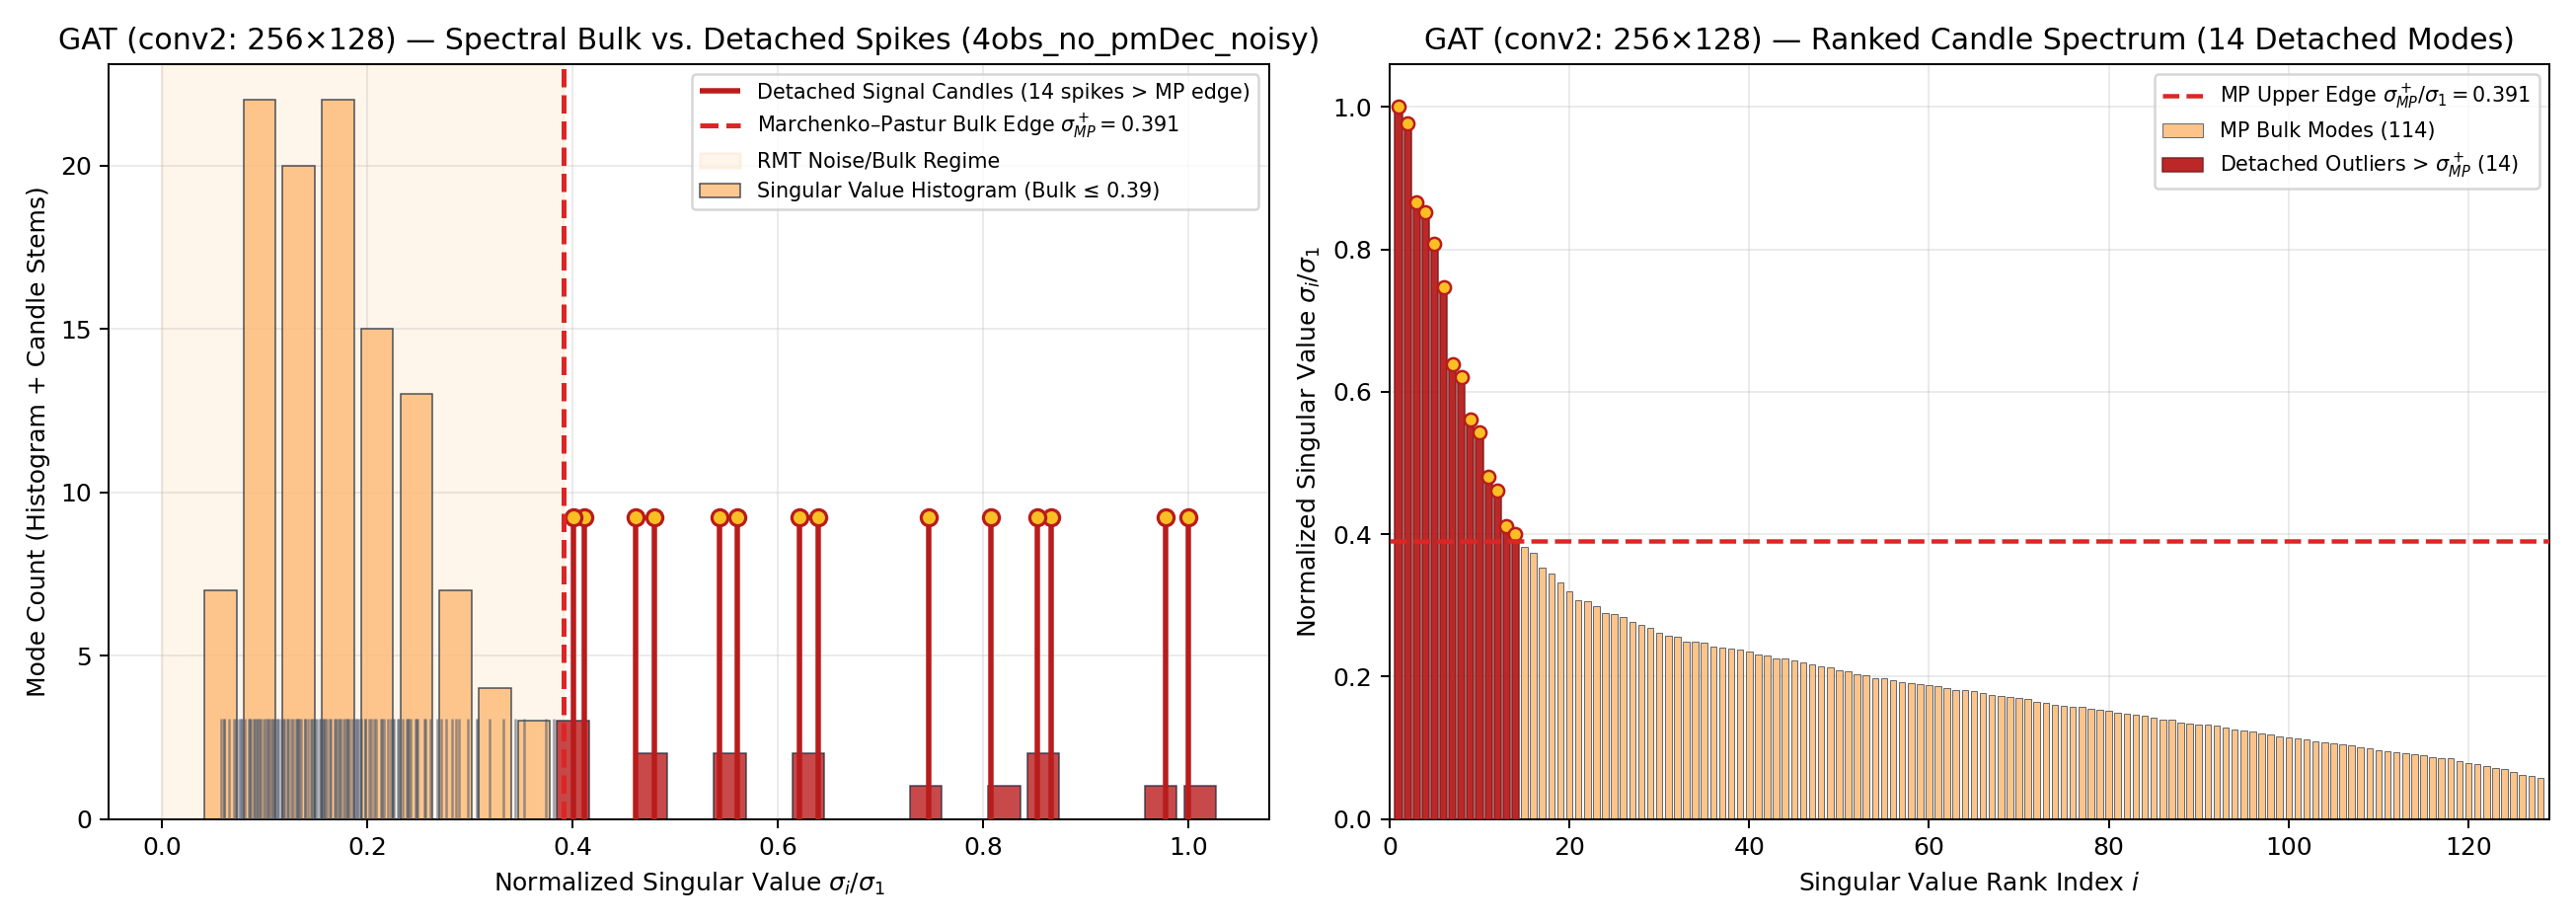 GAT (conv2: 256×128) — Spectral Bulk vs. Detached Spikes (4obs_no_pmDec_noisy)
Mode Count (Histogram + Candle Stems)
20
15
10
5
0
Detached Signal Candles (14 spikes > MP edge)
Marchenko–Pastur Bulk Edge σ⁺_MP = 0.391
RMT Noise/Bulk Regime
Singular Value Histogram (Bulk ≤ 0.39)
0.0 0.2 0.4 0.6 0.8 1.0
Normalized Singular Value σᵢ/σ₁
GAT (conv2: 256×128) — Ranked Candle Spectrum (14 Detached Modes)
Normalized Singular Value σᵢ/σ₁
1.0
0.8
0.6
0.4
0.2
0.0
MP Upper Edge σ⁺_MP/σ₁ = 0.391
MP Bulk Modes (114)
Detached Outliers > σ⁺_MP (14)
0 20 40 60 80 100 120
Singular Value Rank Index i